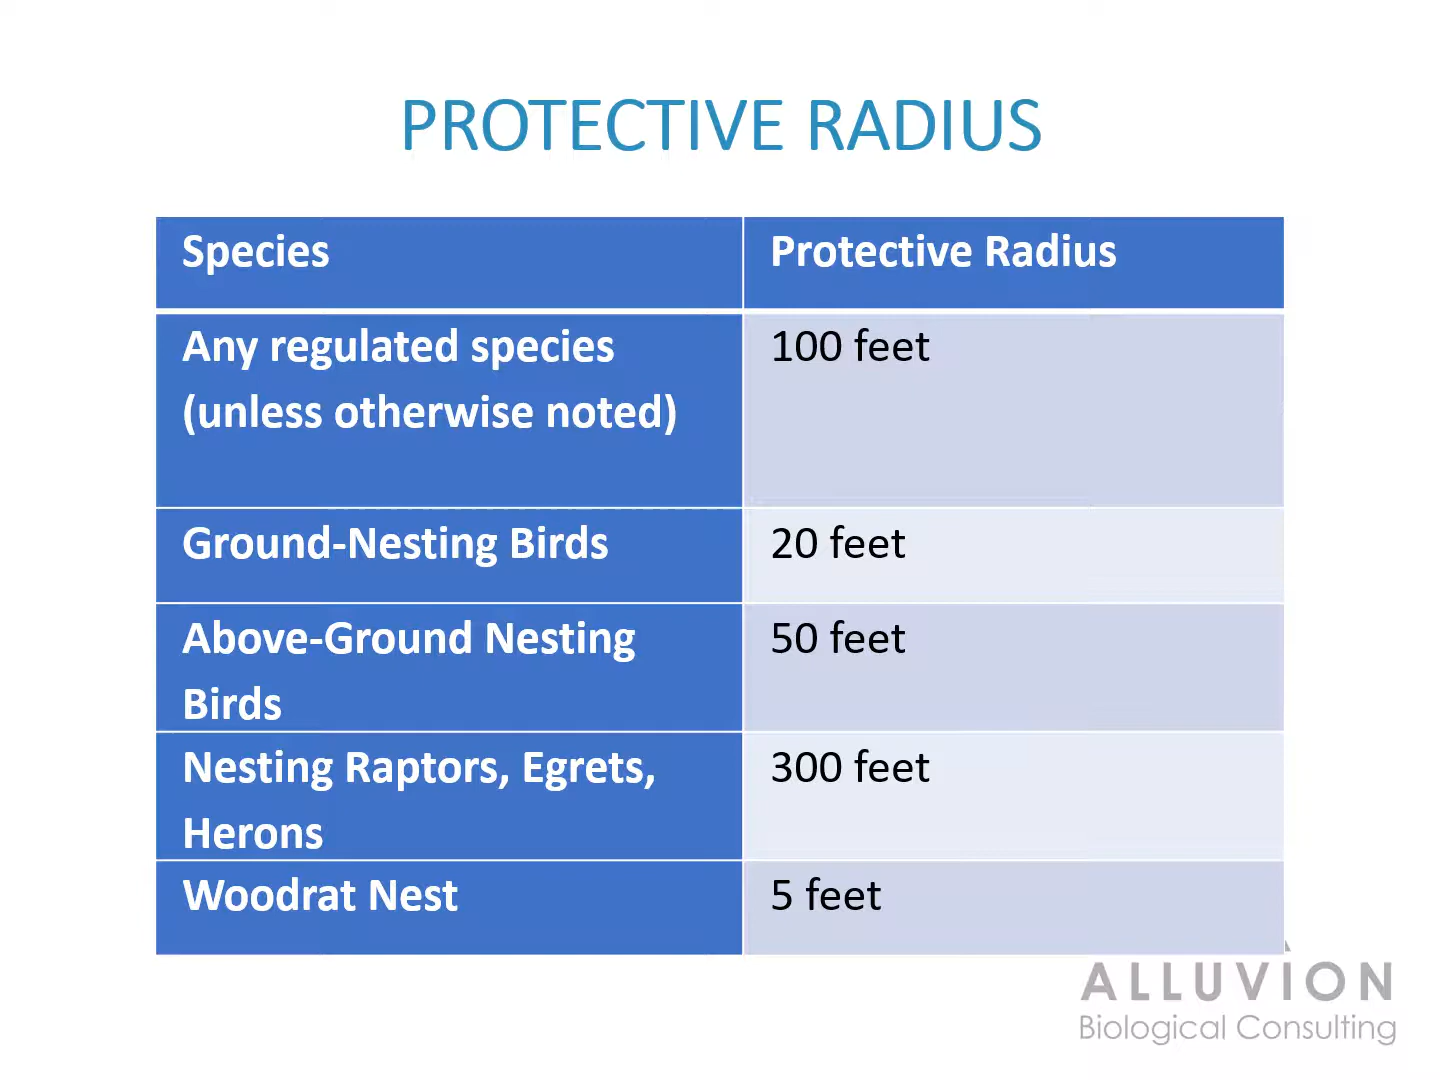 PROTECTIVE RADIUS
Species
Protective Radius
Any regulated species
(unless otherwise noted)
100 feet
Ground-Nesting Birds
20 feet
Above-Ground Nesting
Birds
50 feet
Nesting Raptors, Egrets,
Herons
300 feet
Woodrat Nest
5 feet
ALLUVION
Biological Consulting